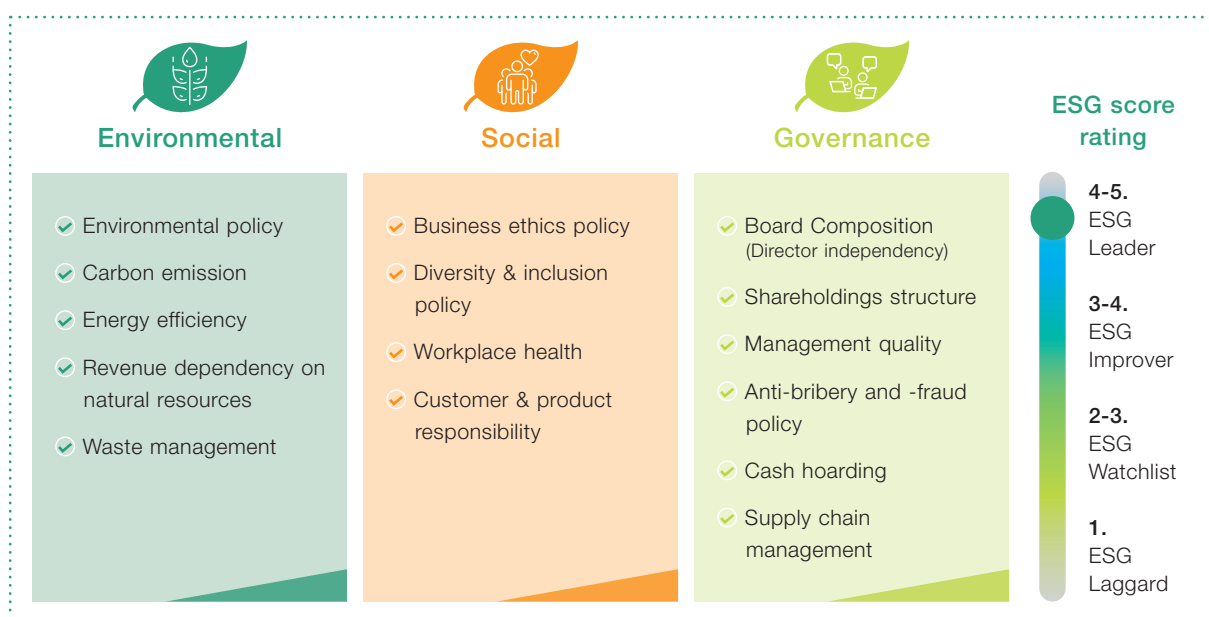 Environmental
Environmental policy
Carbon emission
Energy efficiency
Revenue dependency on
natural resources
Waste management
Social
Business ethics policy
Diversity & inclusion
policy
Workplace health
Customer & product
responsibility
Governance
Board Composition
(Director independency)
Shareholdings structure
Management quality
Anti-bribery and -fraud
policy
Cash hoarding
Supply chain
management
ESG score
rating
4-5.
ESG
Leader
3-4.
ESG
Improver
2-3.
ESG
Watchlist
1.
ESG
Laggard